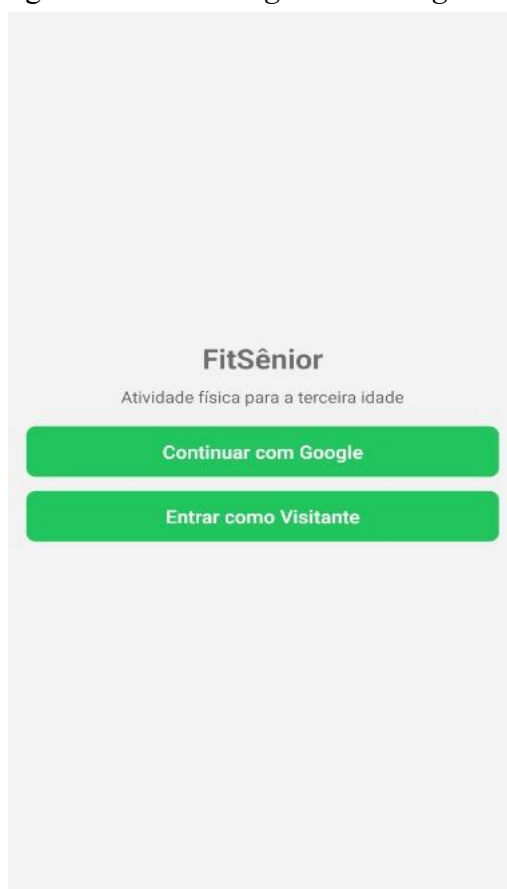 FitSênior
Atividade física para a terceira idade
Continuar com Google
Entrar como Visitante